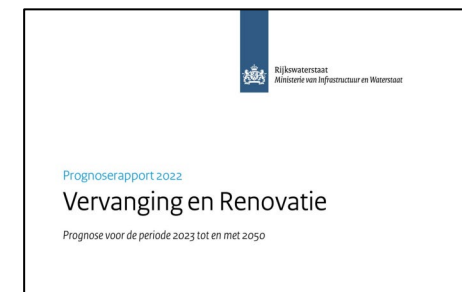 Rijkswaterstaat
Ministerie van Infrastructuur en Waterstaat
Prognoserapport 2022
Vervanging en Renovatie
Prognose voor de periode 2023 tot en met 2050